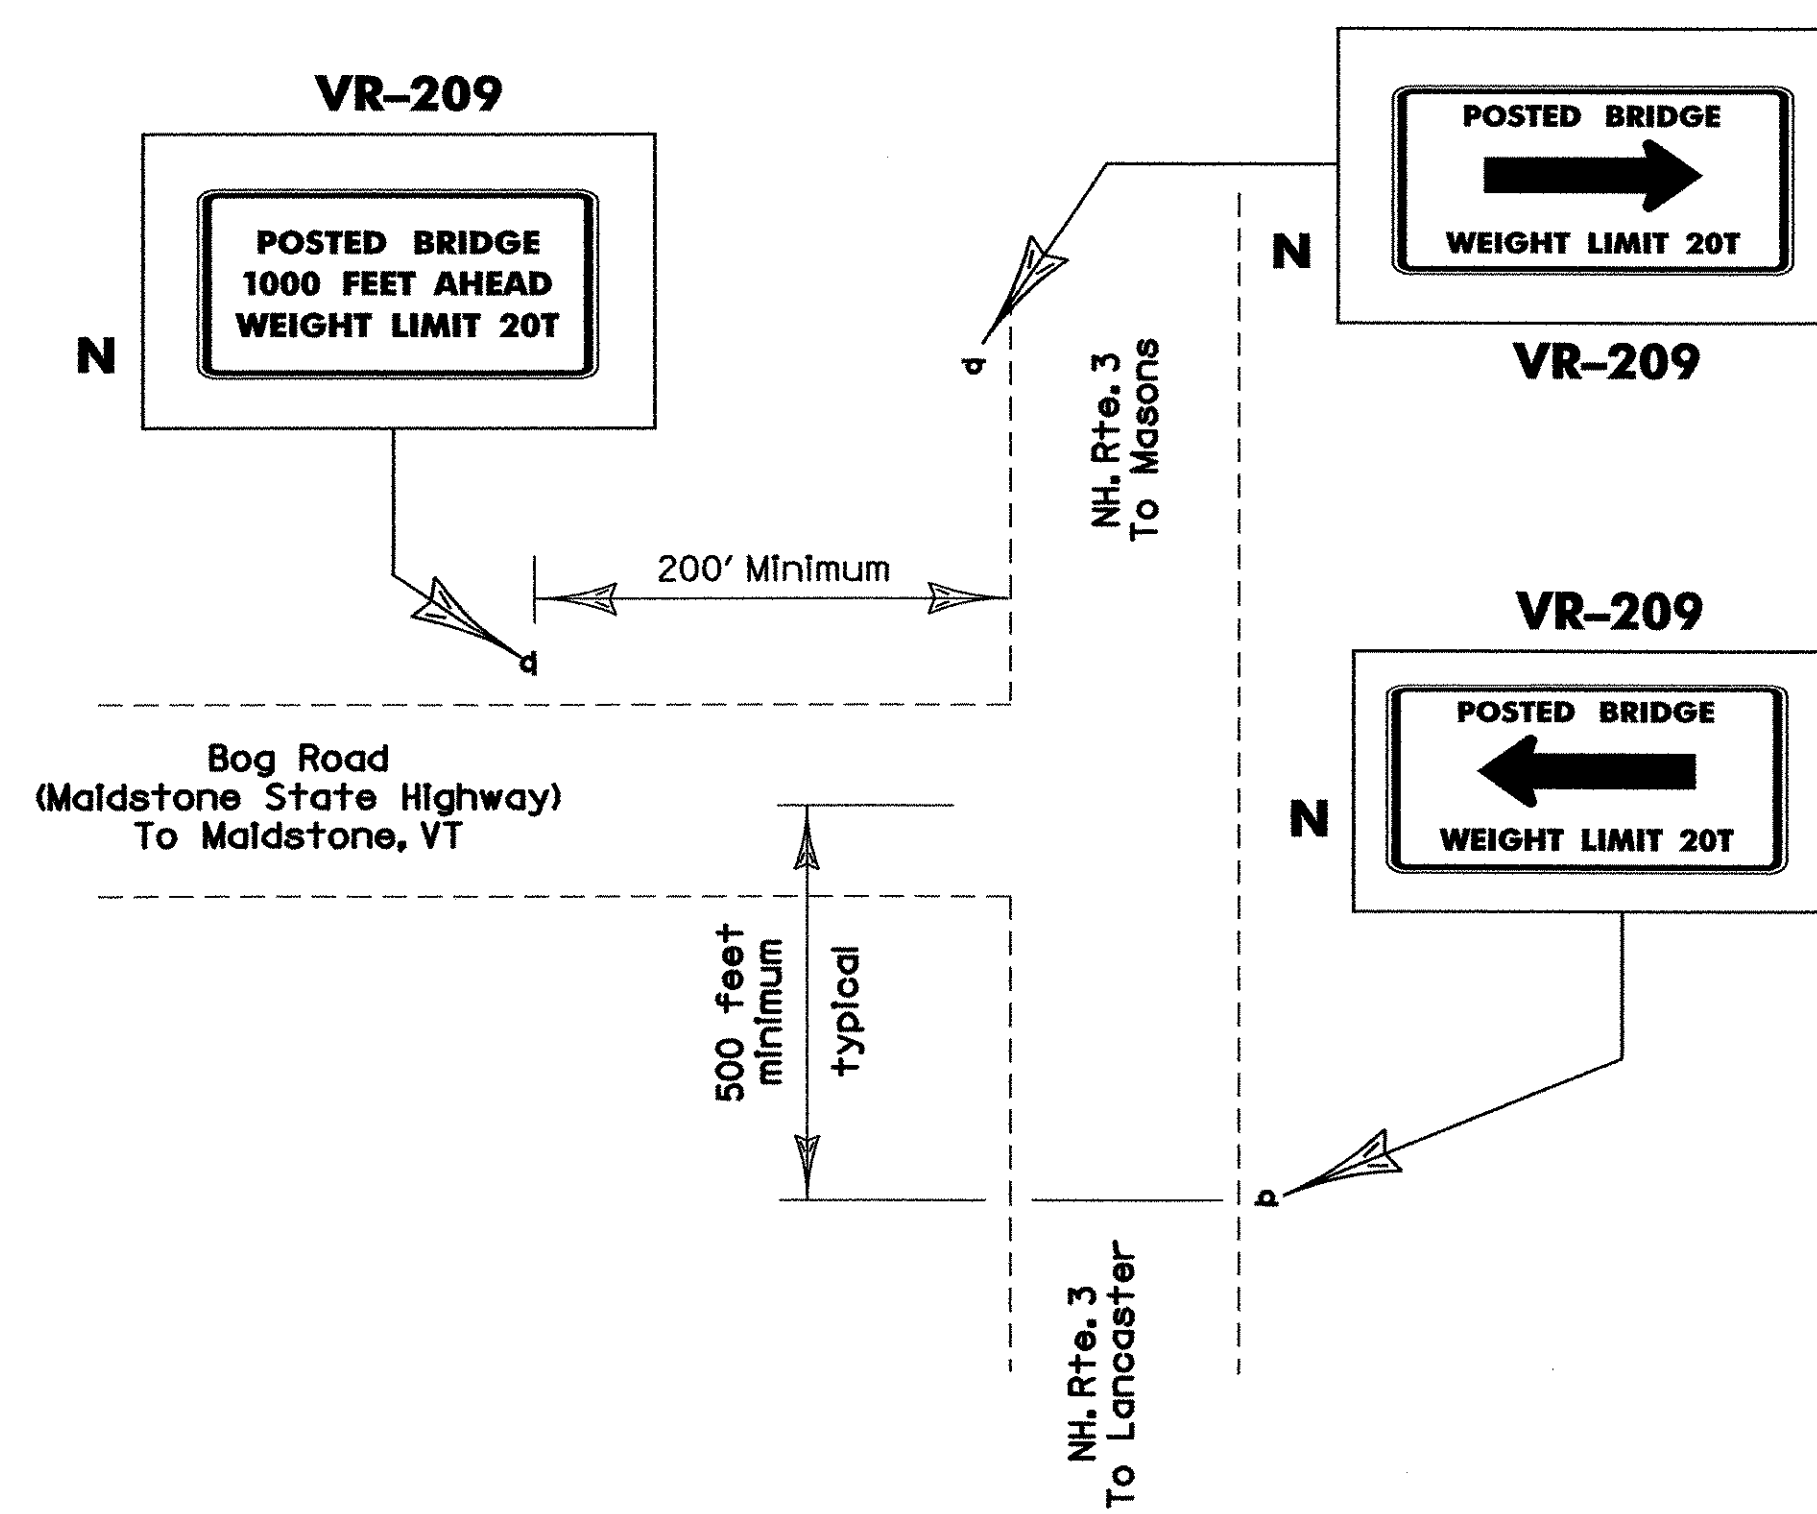 VR-209
POSTED BRIDGE
1000 FEET AHEAD
WEIGHT LIMIT 20T
N
POSTED BRIDGE
WEIGHT LIMIT 20T
N
VR-209
NH. Rte. 3
To Masons
200' Minimum
VR-209
POSTED BRIDGE
WEIGHT LIMIT 20T
N
Bog Road
(Maidstone State Highway)
To Maidstone, VT
500 feet
minimum
typical
NH. Rte. 3
To Lancaster